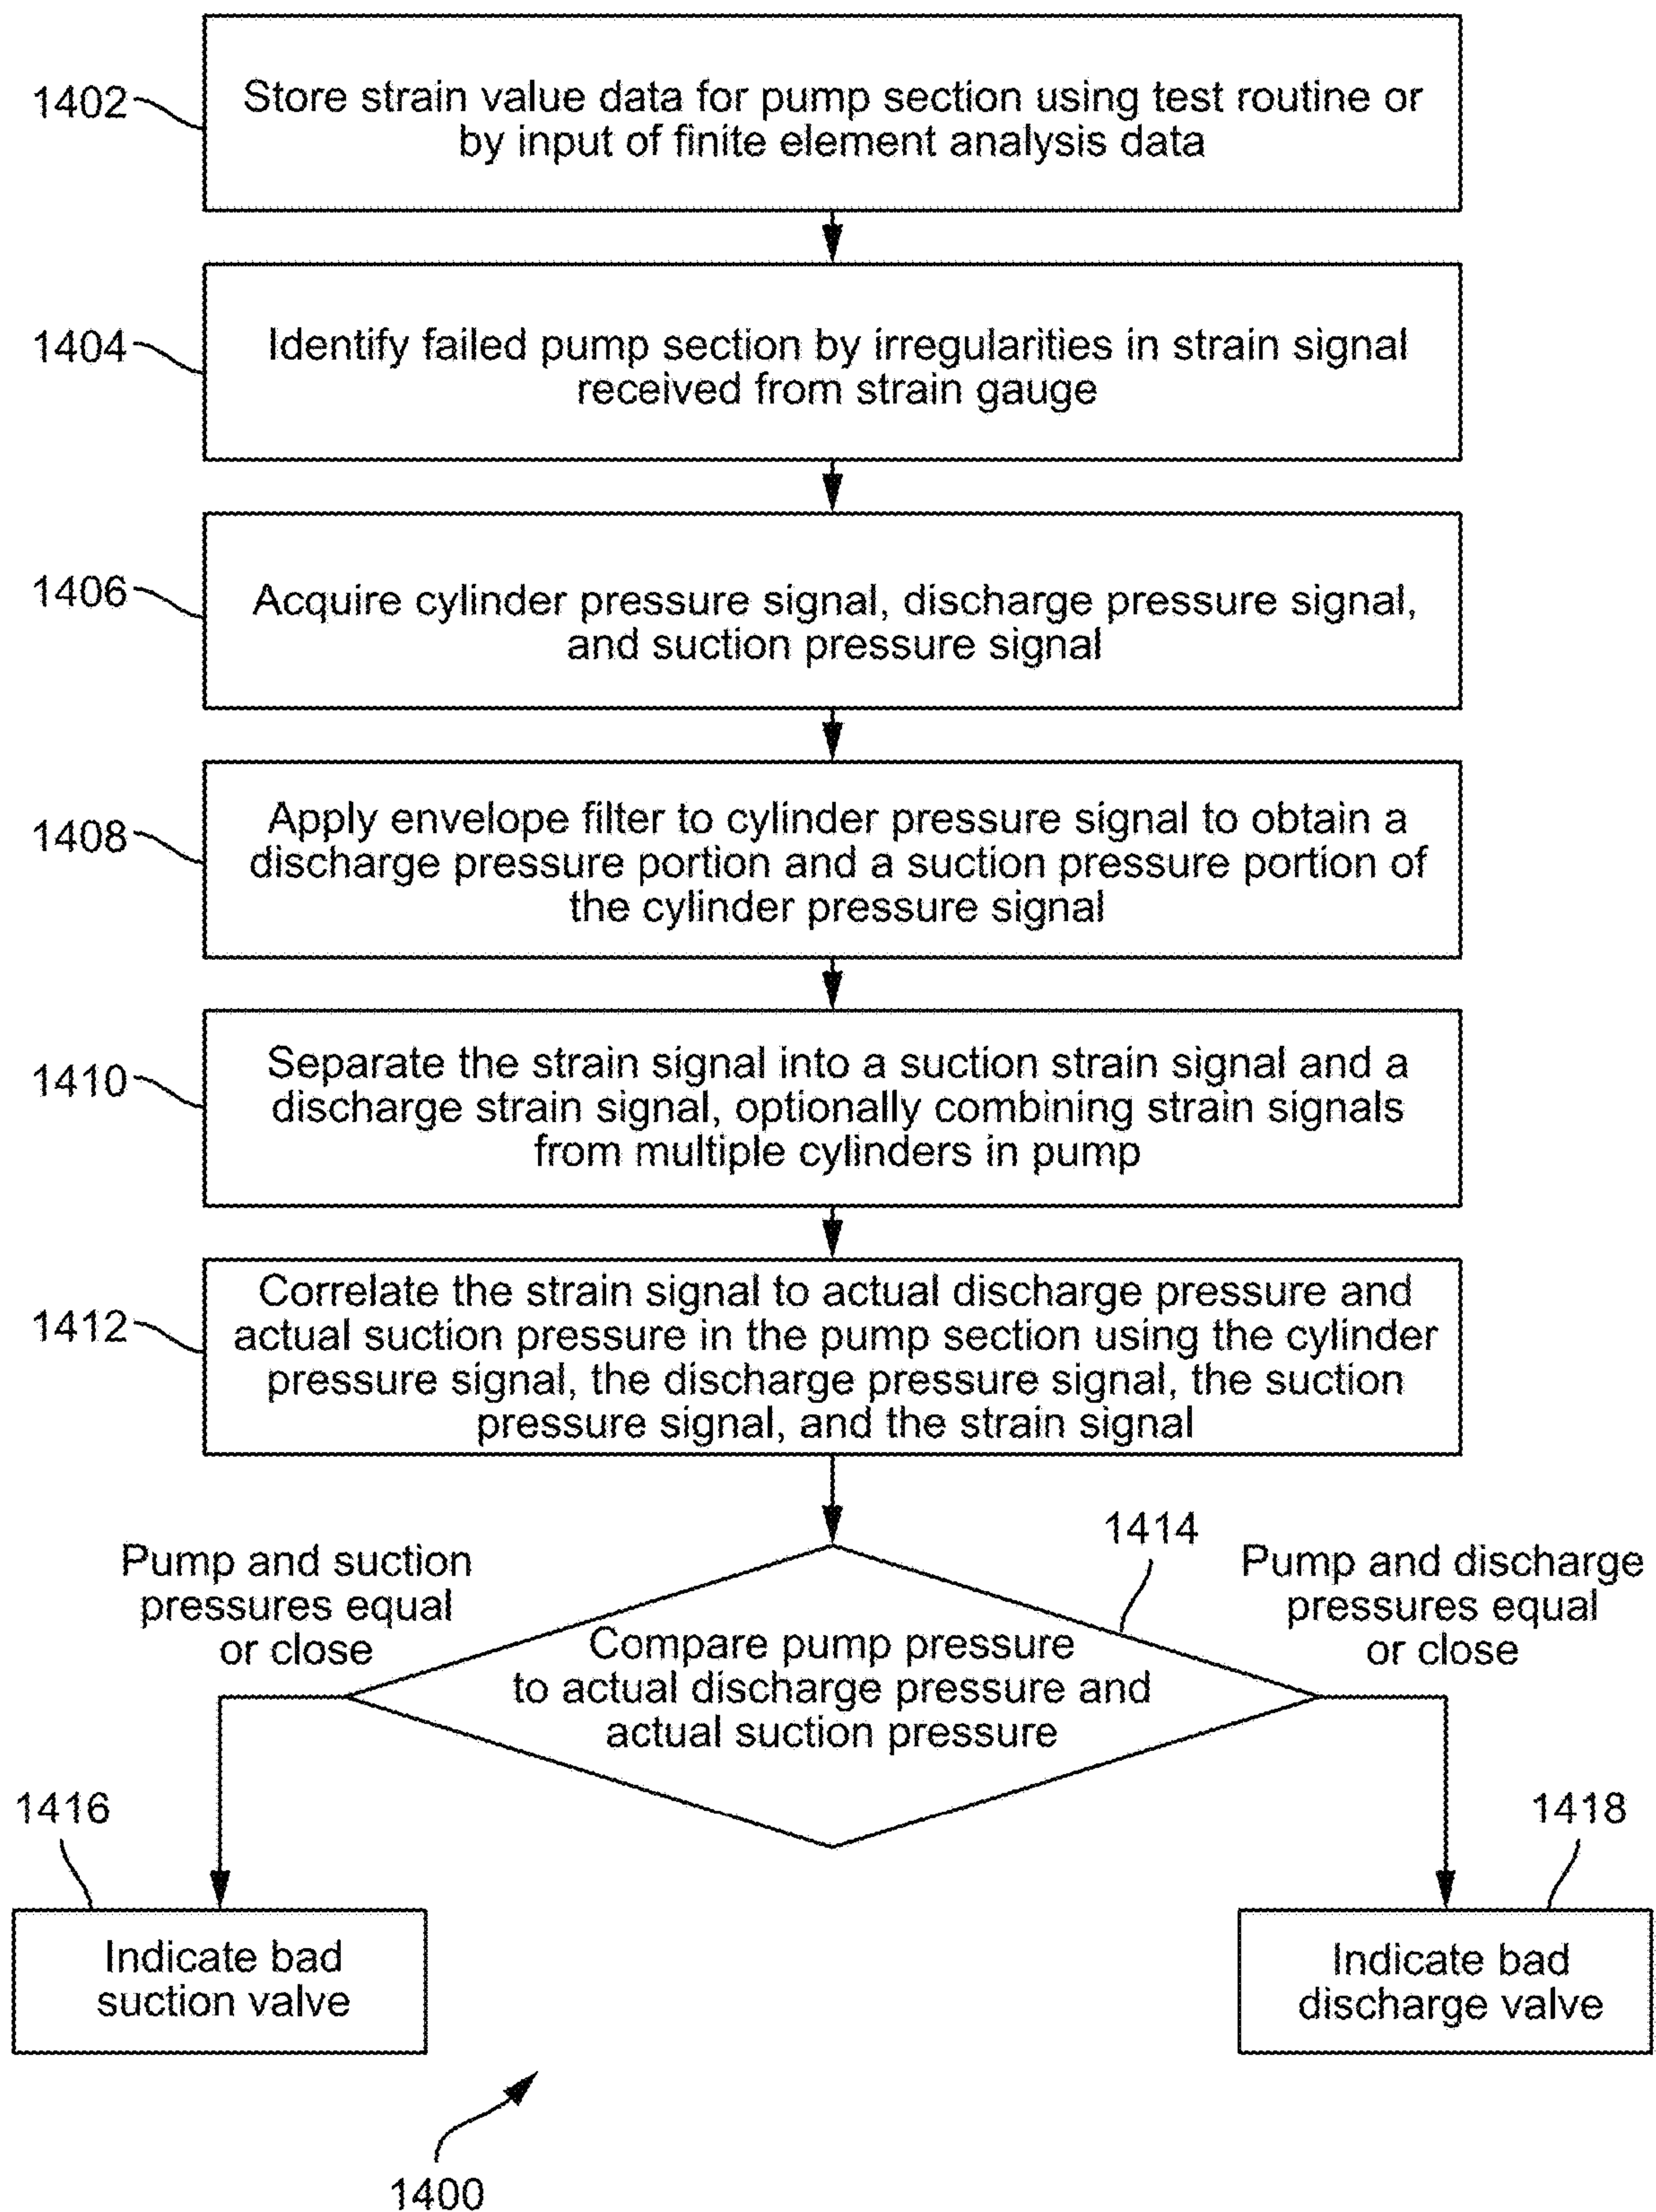 1402
Store strain value data for pump section using test routine or
by input of finite element analysis data
1404
Identify failed pump section by irregularities in strain signal
received from strain gauge
1406
Acquire cylinder pressure signal, discharge pressure signal,
and suction pressure signal
1408
Apply envelope filter to cylinder pressure signal to obtain a
discharge pressure portion and a suction pressure portion of
the cylinder pressure signal
1410
Separate the strain signal into a suction strain signal and a
discharge strain signal, optionally combining strain signals
from multiple cylinders in pump
1412
Correlate the strain signal to actual discharge pressure and
actual suction pressure in the pump section using the cylinder
pressure signal, the discharge pressure signal, the suction
pressure signal, and the strain signal
1414
Pump and suction
pressures equal
or close
Compare pump pressure
to actual discharge pressure and
actual suction pressure
Pump and discharge
pressures equal
or close
1416
Indicate bad
suction valve
1418
Indicate bad
discharge valve
1400